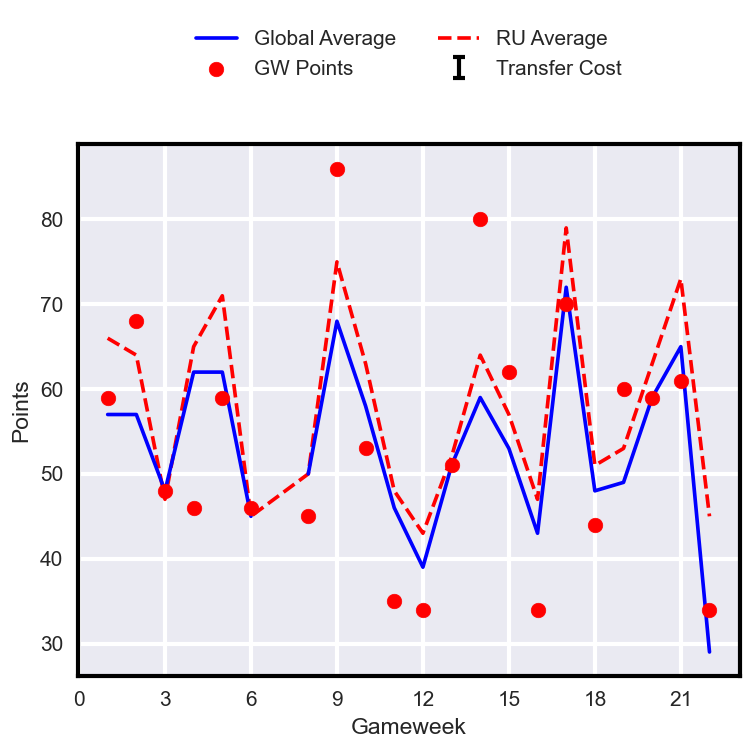 Global Average
RU Average
GW Points
Transfer Cost
80
70
60
50
40
30
Points
0 3 6 9 12 15 18 21
Gameweek